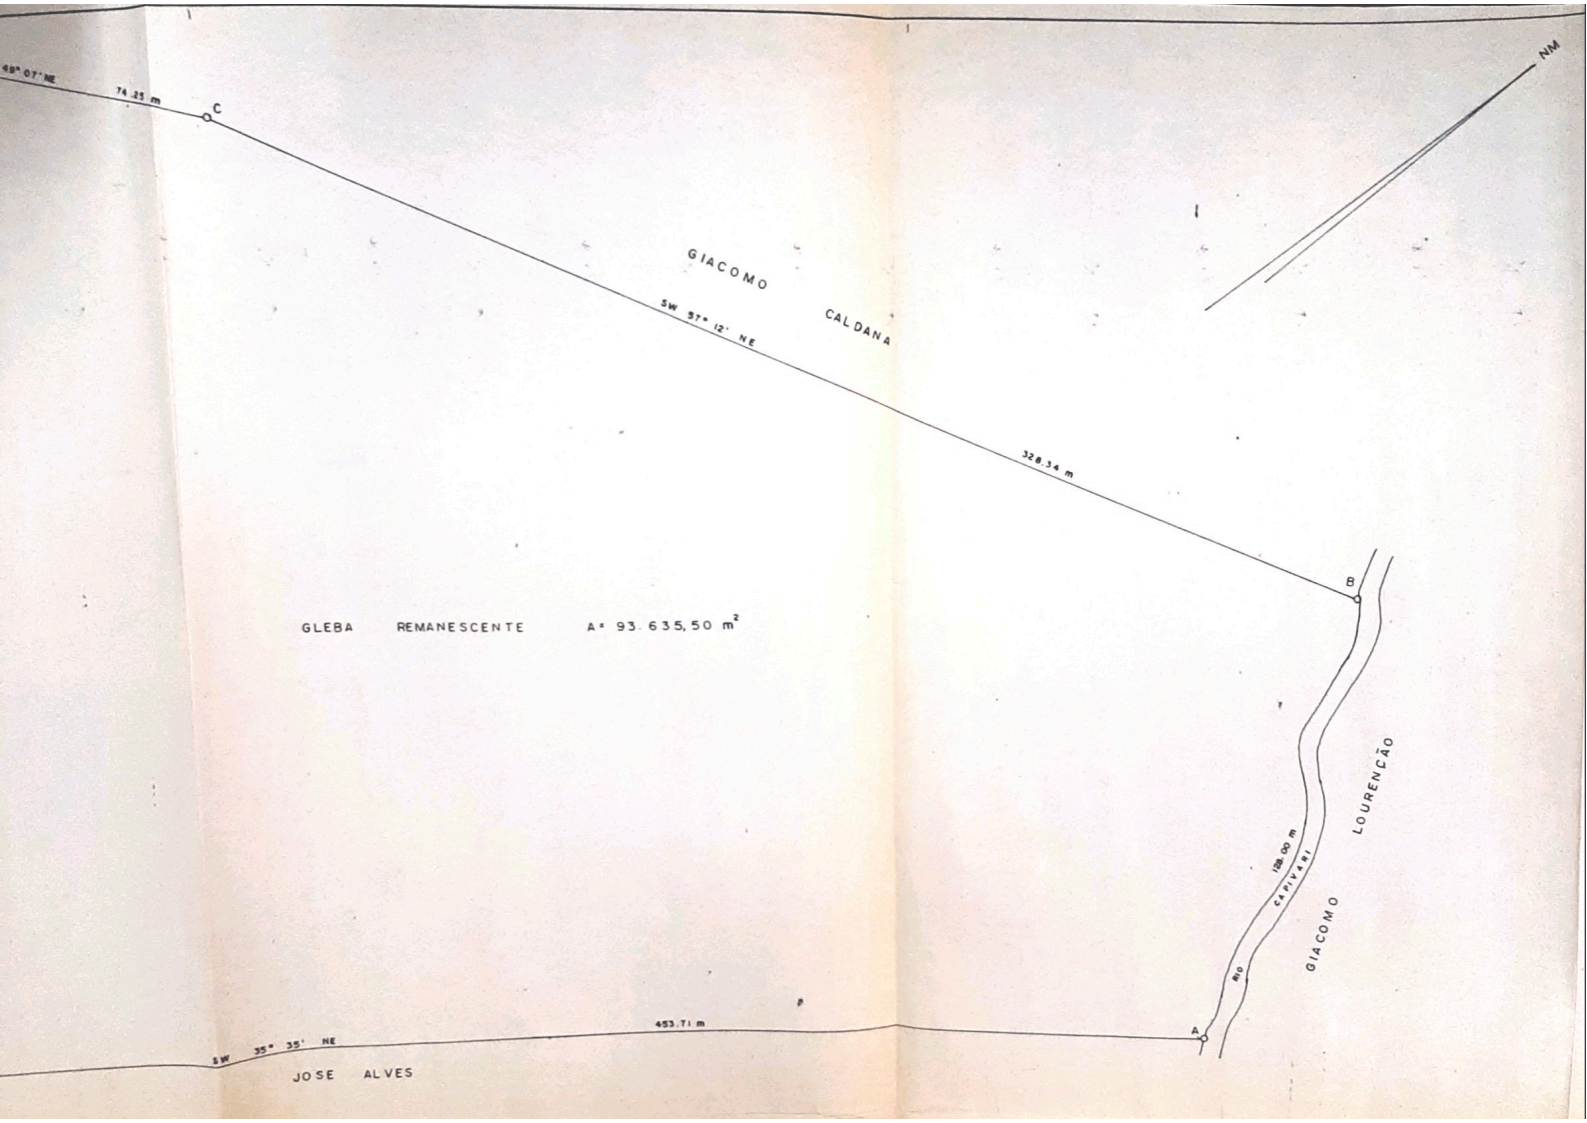 NM
49° 07' NE
74.25 m
C
GIACOMO CALDANA
SW 57° 12' NE
328.34 m
B
GLEBA REMANESCENTE A= 93.635,50 m²
LOURENÇÃO
128.00 m
CAPIVARI
GIACOMO
RIO
453.71 m
A
SW 35° 35' NE
JOSE ALVES